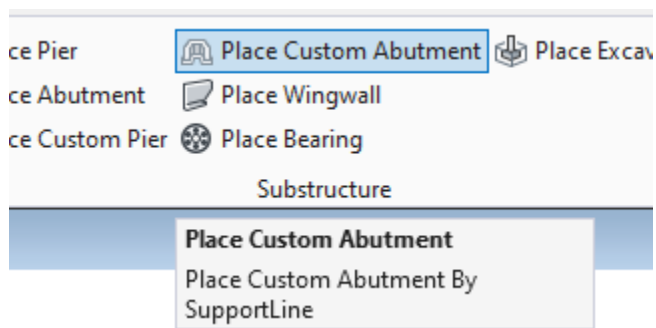 ce Pier Place Custom Abutment Place Excav
ce Abutment Place Wingwall
ce Custom Pier Place Bearing
Substructure
Place Custom Abutment
Place Custom Abutment By
SupportLine